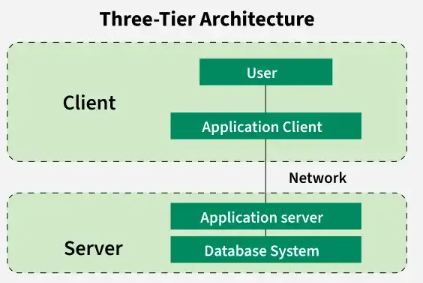 Three-Tier Architecture
User
Client
Application Client
Network
Application server
Server
Database System